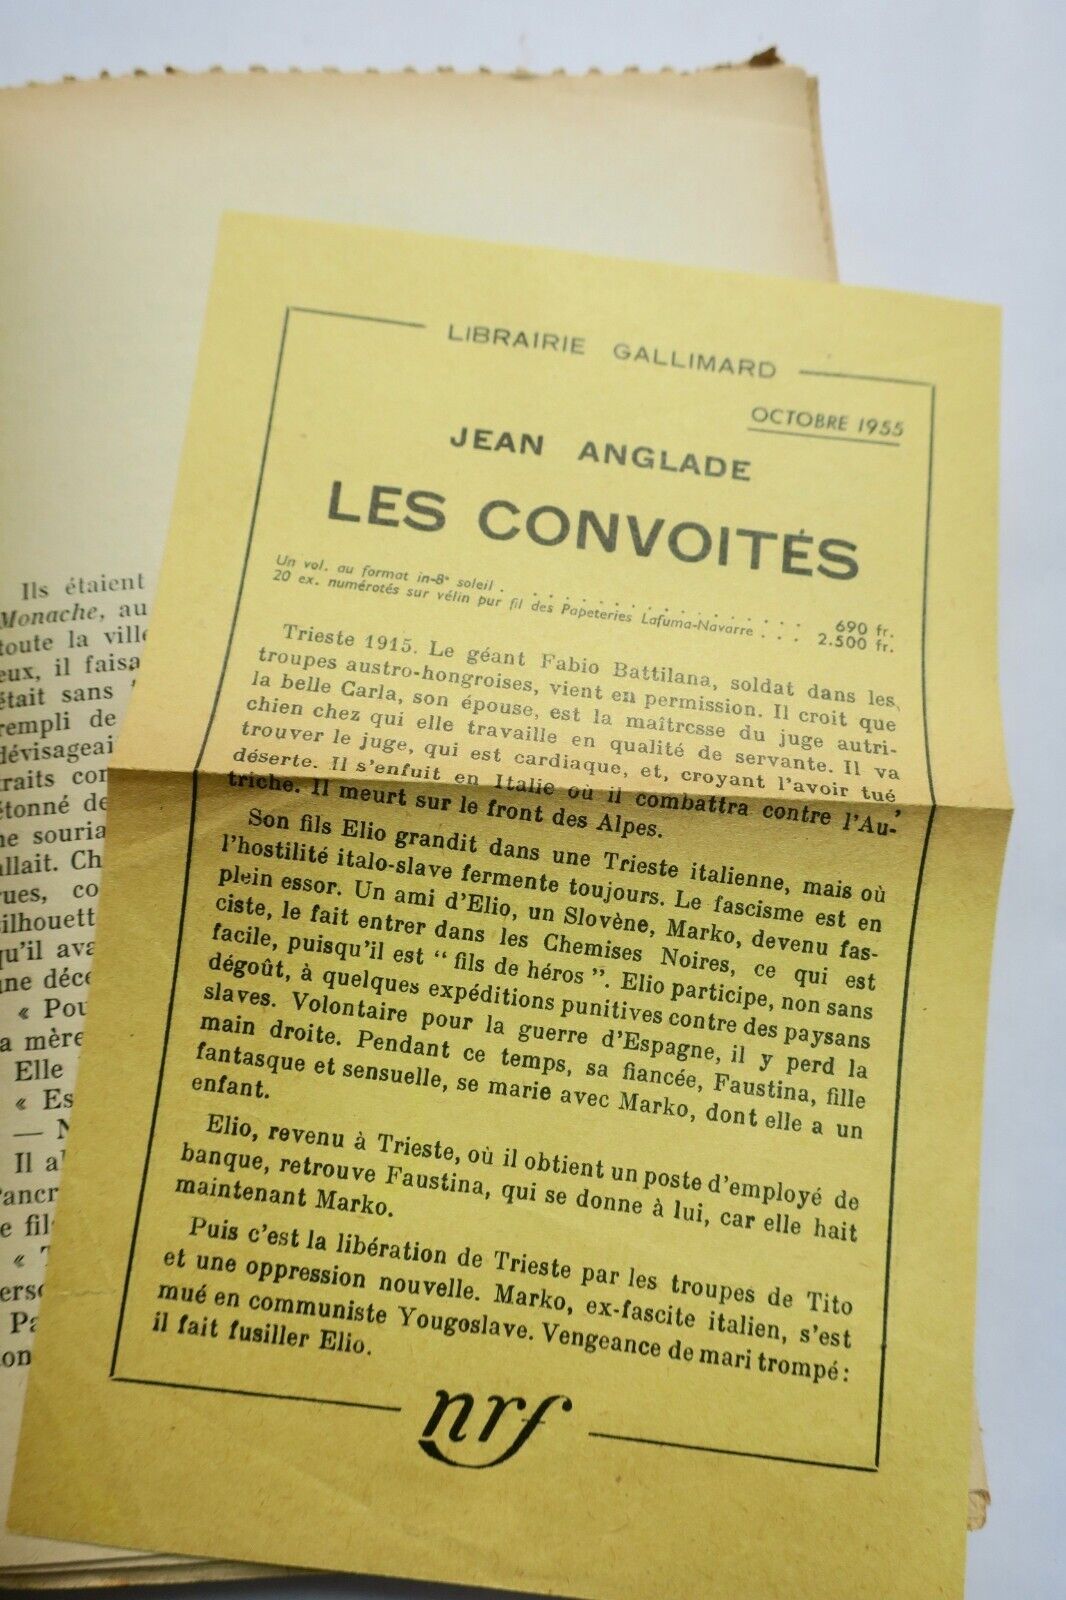 Ils étaient
Monache, au
toute la ville
eux, il faisa
était sans
rempli de
dévisageai
traits
étonné de
ne souria
allait. Ch
rues, co
silhouett
qu'il ava
une déce
« Pou
sa mère
Elle
« Es
—
Il
l'ancr
le fil
«
LIBRAIRIE GALLIMARD
OCTOBRE 1955
JEAN ANGLADE
LES CONVOITÉS
Un vol. au format in-8° soleil . . . . . . . . . . . . . . . . 690 fr.
20 ex. numérotés sur vélin pur fil des Papeteries Lafuma-Navarre . . . 2.500 fr.
Trieste 1915. Le géant Fabio Battilana, soldat dans les
troupes austro-hongroises, vient en permission. Il croit que
la belle Carla, son épouse, est la maîtresse du juge autri-
chien chez qui elle travaille en qualité de servante. Il va
trouver le juge, qui est cardiaque, et, croyant l'avoir tué,
déserte. Il s'enfuit en Italie où il combattra contre l'Au-
triche. Il meurt sur le front des Alpes.
Son fils Elio grandit dans une Trieste italienne, mais où
l'hostilité italo-slave fermente toujours. Le fascisme est en
plein essor. Un ami d'Elio, un Slovène, Marko, devenu fas-
ciste, le fait entrer dans les Chemises Noires, ce qui est
facile, puisqu'il est " fils de héros ". Elio participe, non sans
dégoût, à quelques expéditions punitives contre des paysans
slaves. Volontaire pour la guerre d'Espagne, il y perd la
main droite. Pendant ce temps, sa fiancée, Faustina, fille
fantasque et sensuelle, se marie avec Marko, dont elle a un
enfant.
Elio, revenu à Trieste, où il obtient un poste d'employé de
banque, retrouve Faustina, qui se donne à lui, car elle hait
maintenant Marko.
Puis c'est la libération de Trieste par les troupes de Tito
et une oppression nouvelle. Marko, ex-fascite italien, s'est
mué en communiste Yougoslave. Vengeance de mari trompé :
il fait fusiller Elio.
nrf